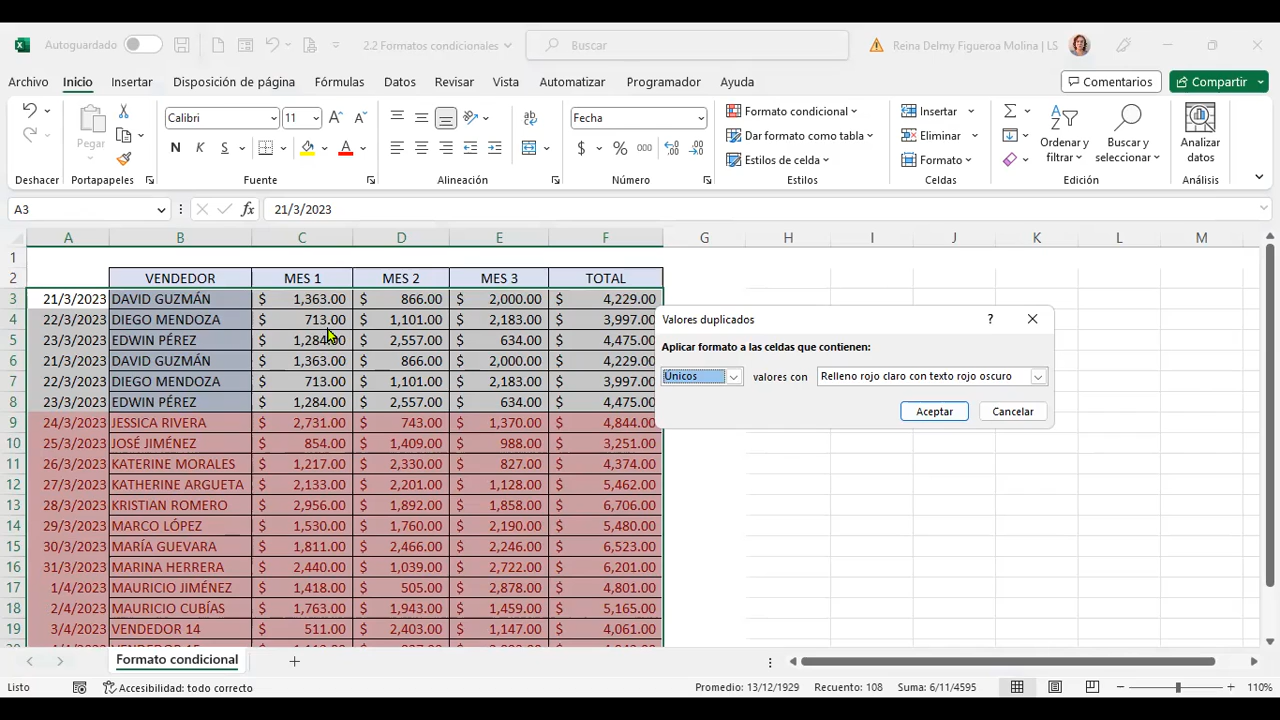 Autoguardado 2.2 Formatos condicionales Buscar Reina Delmy Figueroa Molina | LS
Archivo Inicio Insertar Disposición de página Fórmulas Datos Revisar Vista Automatizar Programador Ayuda Comentarios Compartir
Pegar Calibri 11 Fecha Formato condicional Insertar
Dar formato como tabla Eliminar
N K S $ % 000 Estilos de celda Formato Ordenar y filtrar Buscar y seleccionar Analizar datos
Deshacer Portapapeles Fuente Alineación Número Estilos Celdas Edición Análisis
A3 fx 21/3/2023
A B C D E F G H I J K L M
1
2 VENDEDOR MES 1 MES 2 MES 3 TOTAL
3 21/3/2023 DAVID GUZMÁN $ 1,363.00 $ 866.00 $ 2,000.00 $ 4,229.00
4 22/3/2023 DIEGO MENDOZA $ 713.00 $ 1,101.00 $ 2,183.00 $ 3,997.00
5 23/3/2023 EDWIN PÉREZ $ 1,284.00 $ 2,557.00 $ 634.00 $ 4,475.00
6 21/3/2023 DAVID GUZMÁN $ 1,363.00 $ 866.00 $ 2,000.00 $ 4,229.00
7 22/3/2023 DIEGO MENDOZA $ 713.00 $ 1,101.00 $ 2,183.00 $ 3,997.00
8 23/3/2023 EDWIN PÉREZ $ 1,284.00 $ 2,557.00 $ 634.00 $ 4,475.00
9 24/3/2023 JESSICA RIVERA $ 2,731.00 $ 743.00 $ 1,370.00 $ 4,844.00
10 25/3/2023 JOSÉ JIMÉNEZ $ 854.00 $ 1,409.00 $ 988.00 $ 3,251.00
11 26/3/2023 KATERINE MORALES $ 1,217.00 $ 2,330.00 $ 827.00 $ 4,374.00
12 27/3/2023 KATHERINE ARGUETA $ 2,133.00 $ 2,201.00 $ 1,128.00 $ 5,462.00
13 28/3/2023 KRISTIAN ROMERO $ 2,956.00 $ 1,892.00 $ 1,858.00 $ 6,706.00
14 29/3/2023 MARCO LÓPEZ $ 1,530.00 $ 1,760.00 $ 2,190.00 $ 5,480.00
15 30/3/2023 MARÍA GUEVARA $ 1,811.00 $ 2,466.00 $ 2,246.00 $ 6,523.00
16 31/3/2023 MARINA HERRERA $ 2,440.00 $ 1,039.00 $ 2,722.00 $ 6,201.00
17 1/4/2023 MAURICIO JIMÉNEZ $ 1,418.00 $ 505.00 $ 2,878.00 $ 4,801.00
18 2/4/2023 MAURICIO CUBÍAS $ 1,763.00 $ 1,943.00 $ 1,459.00 $ 5,165.00
19 3/4/2023 VENDEDOR 14 $ 511.00 $ 2,403.00 $ 1,147.00 $ 4,061.00
Valores duplicados ?
Aplicar formato a las celdas que contienen:
Únicos valores con Relleno rojo claro con texto rojo oscuro
Aceptar Cancelar
Formato condicional
Listo Accesibilidad: todo correcto Promedio: 13/12/1929 Recuento: 108 Suma: 6/11/4595 110%